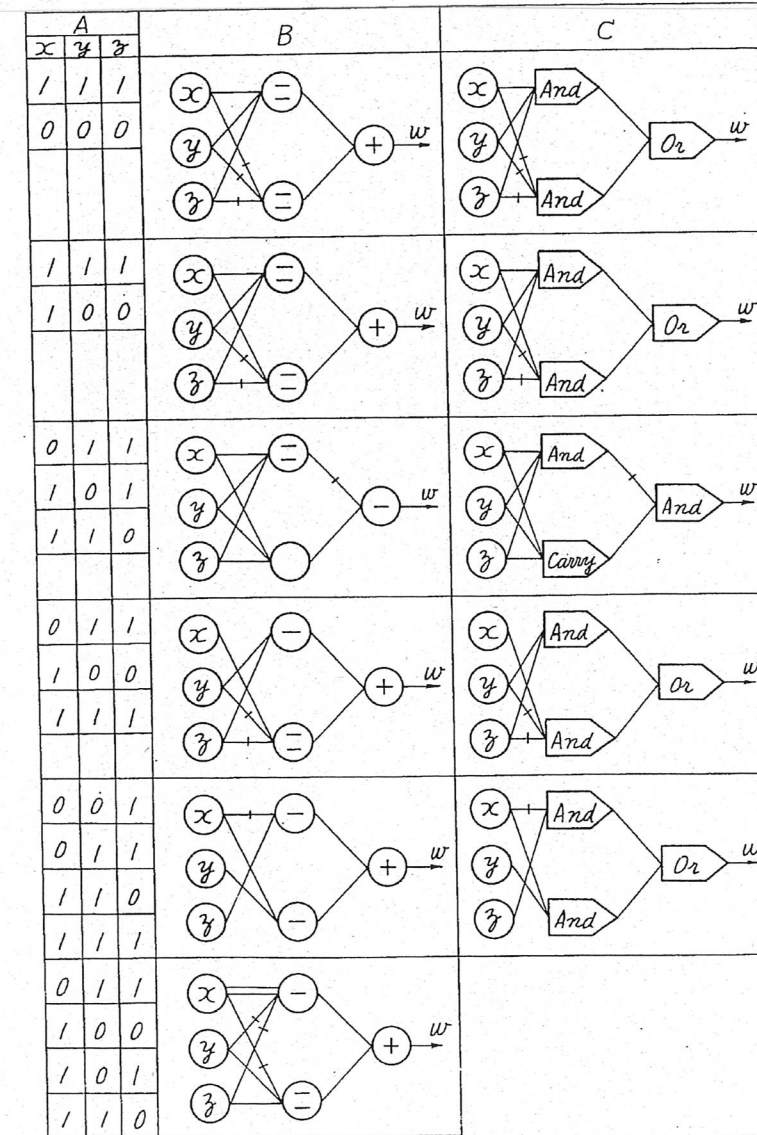 A B C
x y z
1 1 1
0 0 0
x = And
y + w Or w
z = And
1 1 1
1 0 0
x = And
y + w Or w
z = And
0 1 1
1 0 1
1 1 0
x = And
y - w And w
z Carry
0 1 1
1 0 0
1 1 1
x - And
y + w Or w
z = And
0 0 1
0 1 1
1 1 0
1 1 1
x - And
y + w Or w
z - And
0 1 1
1 0 0
1 0 1
1 1 0
x -
y + w
z =